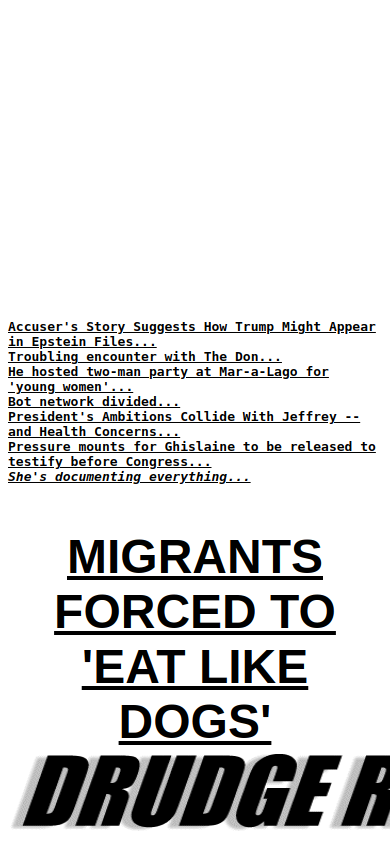 Accuser's Story Suggests How Trump Might Appear
in Epstein Files...
Troubling encounter with The Don...
He hosted two-man party at Mar-a-Lago for
'young women'...
Bot network divided...
President's Ambitions Collide With Jeffrey --
and Health Concerns...
Pressure mounts for Ghislaine to be released to
testify before Congress...
She's documenting everything...
MIGRANTS
FORCED TO
'EAT LIKE
DOGS'
DRUDGE R